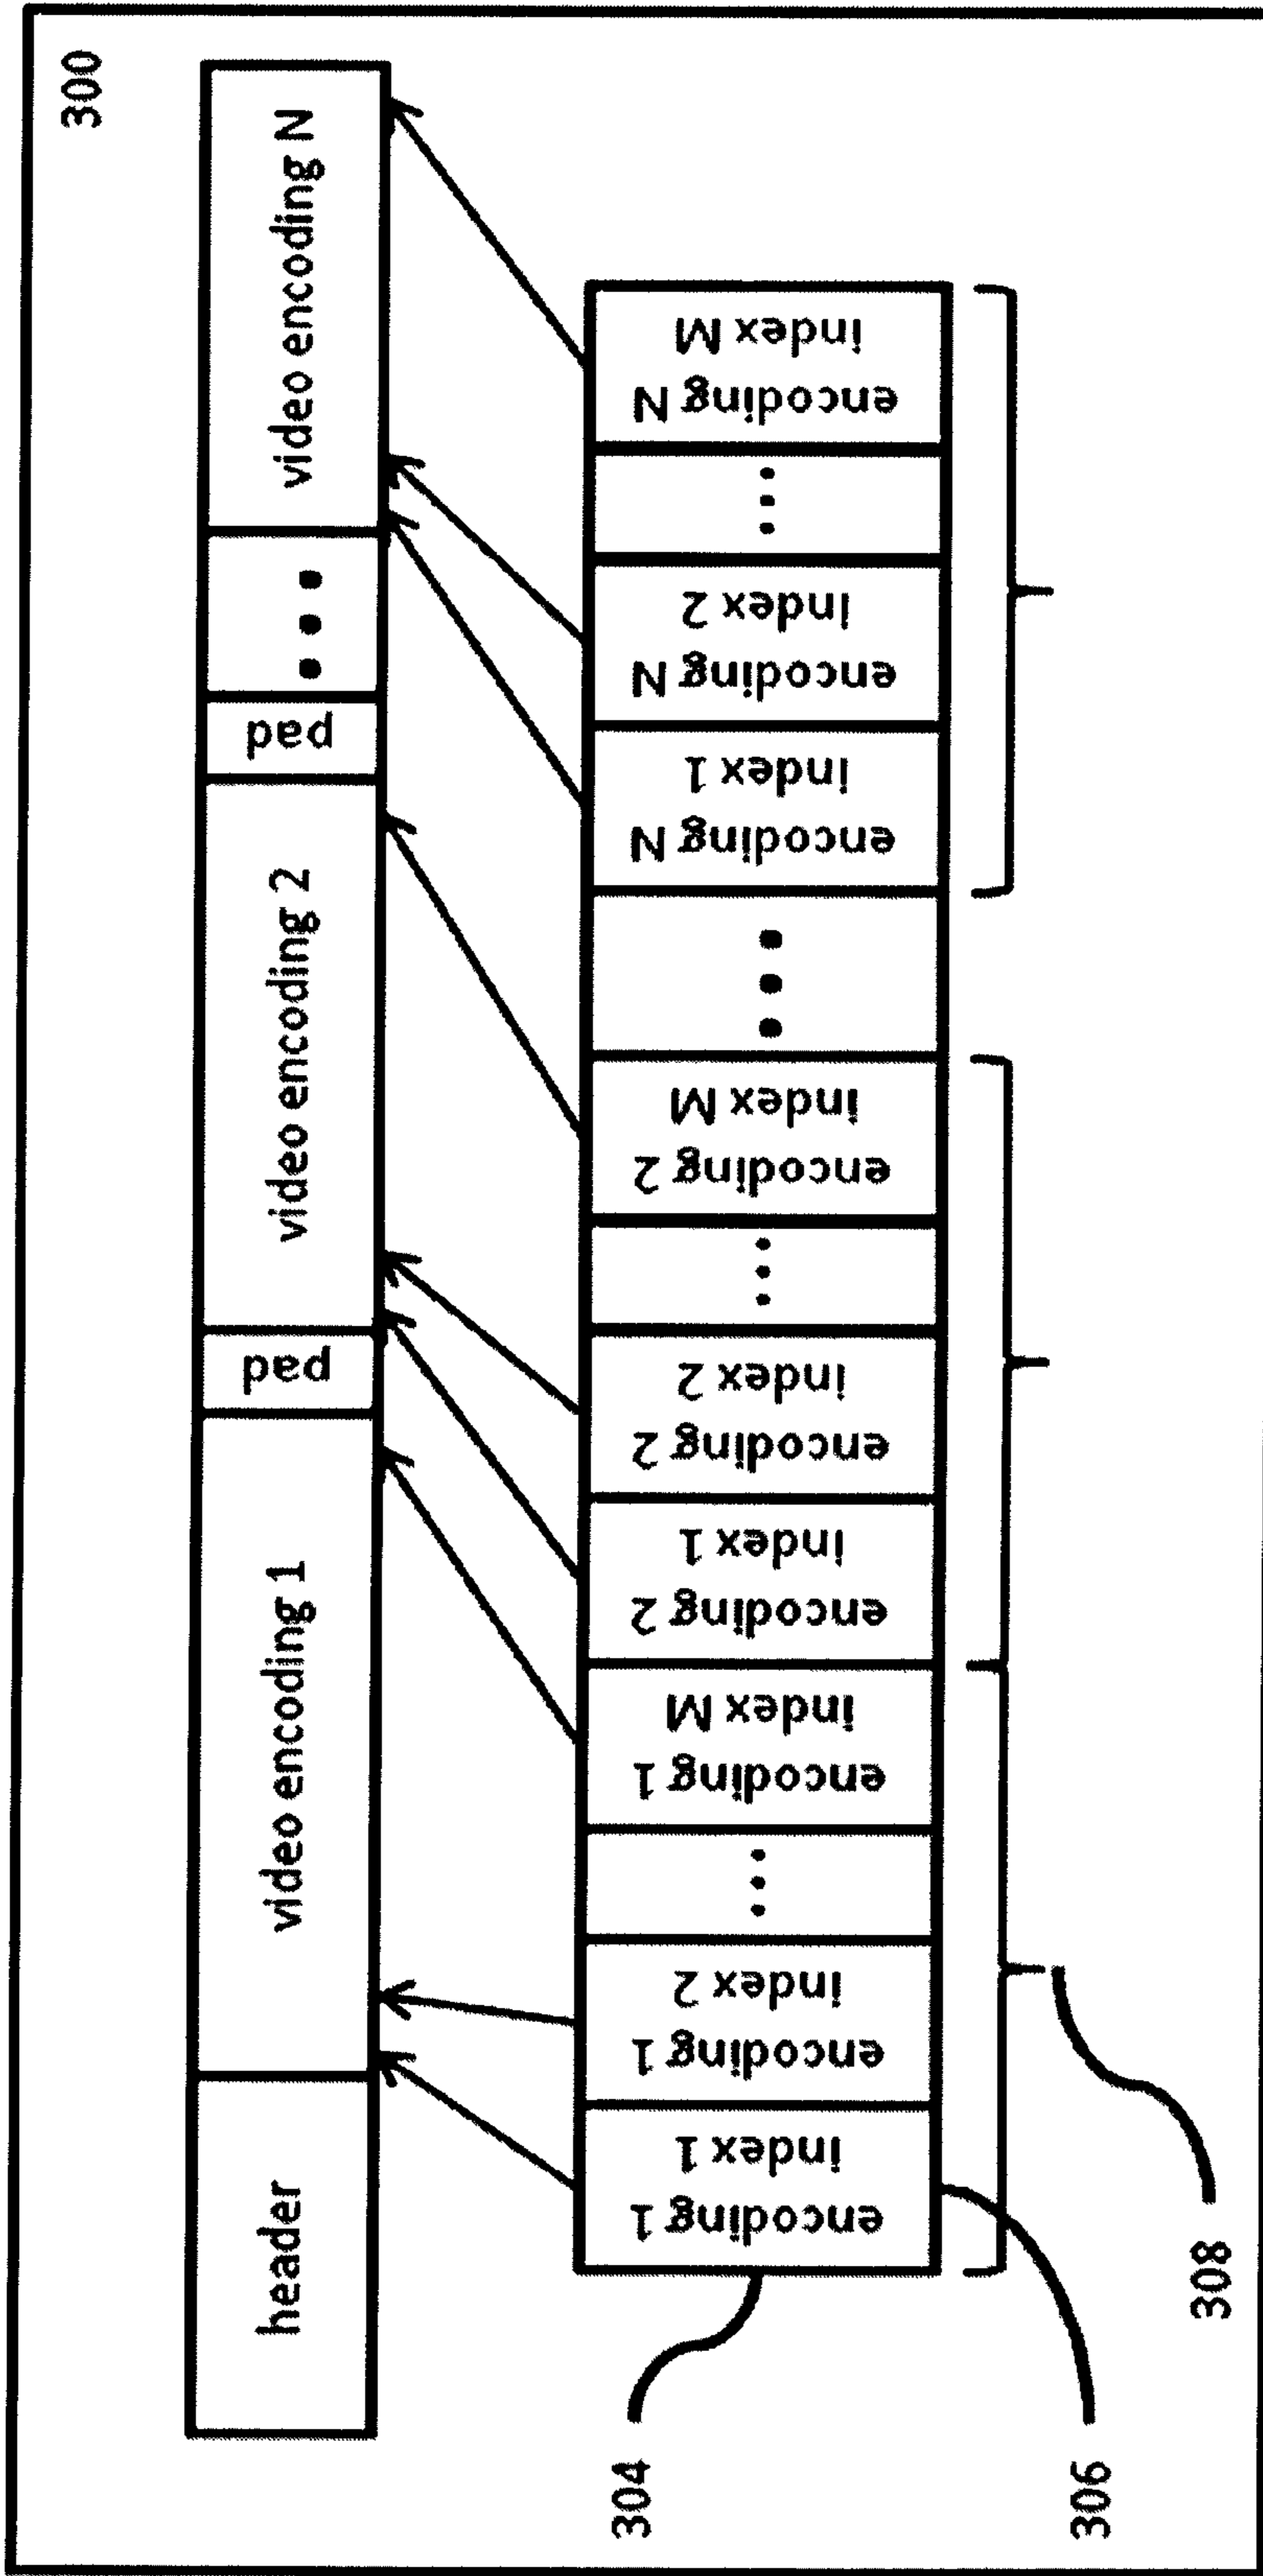 300
header
video encoding 1
pad
video encoding 2
pad
...
video encoding N
encoding 1
index 1
encoding 1
index 2
...
encoding 1
index M
encoding 2
index 1
encoding 2
index 2
...
encoding 2
index M
...
encoding N
index 1
encoding N
index 2
...
encoding N
index M
304
306
308